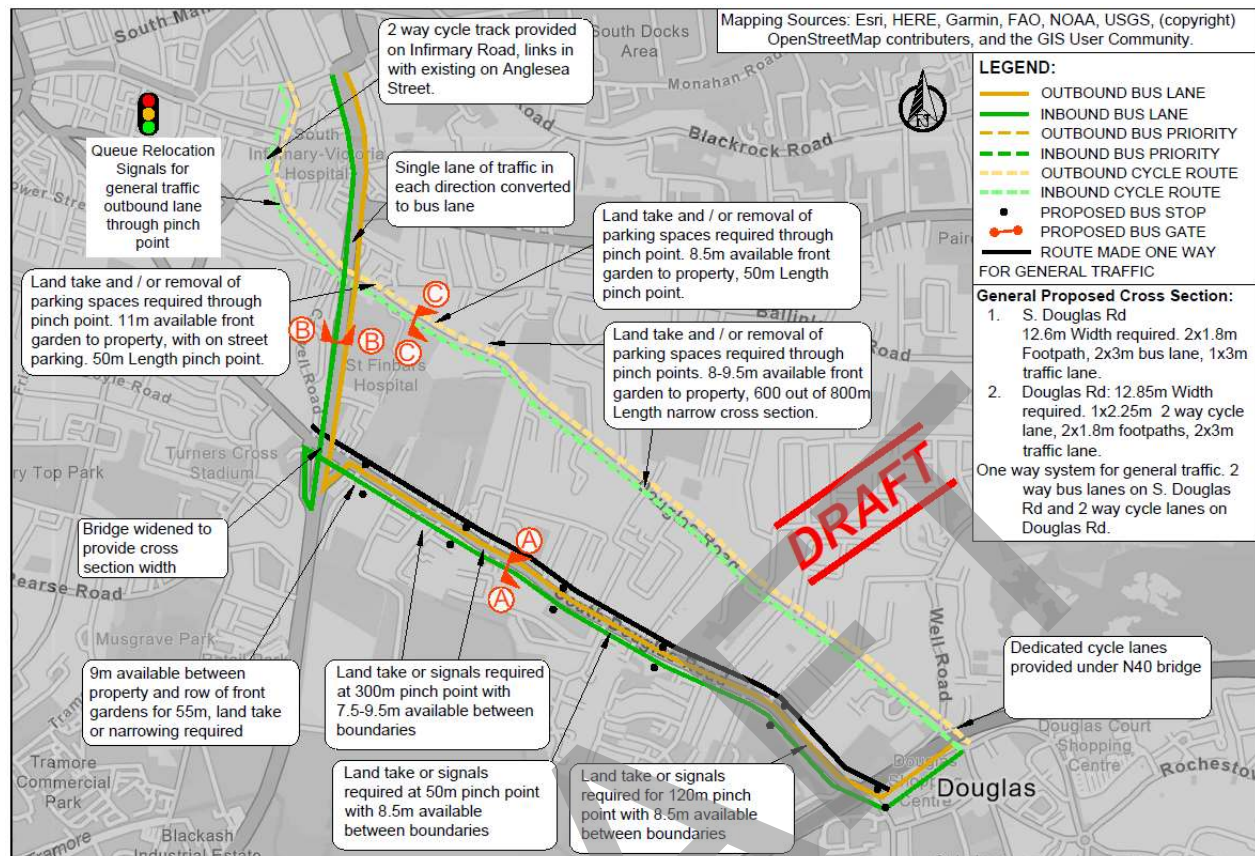 Mapping Sources: Esri, HERE, Garmin, FAO, NOAA, USGS, (copyright)
OpenStreetMap contributers, and the GIS User Community.
LEGEND:
OUTBOUND BUS LANE
INBOUND BUS LANE
OUTBOUND BUS PRIORITY
INBOUND BUS PRIORITY
OUTBOUND CYCLE ROUTE
INBOUND CYCLE ROUTE
PROPOSED BUS STOP
PROPOSED BUS GATE
ROUTE MADE ONE WAY
FOR GENERAL TRAFFIC
General Proposed Cross Section:
1. S. Douglas Rd
12.6m Width required. 2x1.8m
Footpath, 2x3m bus lane, 1x3m
traffic lane.
2. Douglas Rd: 12.85m Width
required. 1x2.25m 2 way cycle
lane, 2x1.8m footpaths, 2x3m
traffic lane.
One way system for general traffic. 2
way bus lanes on S. Douglas
Rd and 2 way cycle lanes on
Douglas Rd.
N
2 way cycle track provided
on Infirmary Road, links in
with existing on Anglesea
Street.
Queue Relocation
Signals for
general traffic
outbound lane
through pinch
point
Single lane of traffic in
each direction converted
to bus lane
Land take and / or removal of
parking spaces required through
pinch point. 8.5m available front
garden to property, 50m Length
pinch point.
Land take and / or removal of
parking spaces required through
pinch point. 11m available front
garden to property, with on street
parking. 50m Length pinch point.
Land take and / or removal of
parking spaces required through
pinch points. 8-9.5m available front
garden to property, 600 out of 800m
Length narrow cross section.
Bridge widened to
provide cross
section width
9m available between
property and row of front
gardens for 55m, land take
or narrowing required
Land take or signals required
at 300m pinch point with
7.5-9.5m available between
boundaries
Land take or signals
required at 50m pinch point
with 8.5m available
between boundaries
Land take or signals
required for 120m pinch
point with 8.5m available
between boundaries
Dedicated cycle lanes
provided under N40 bridge
DRAFT
A
A
B
B
C
C
South Docks
Area
Monahan Road
Blackrock Road
Road
South
Infirmary-Victoria
Hospital
St Finbars
Hospital
Turners Cross
Stadium
Musgrave Park
Tramore
Commercial
Park
Blackash
Industrial Estate
Tramore
South Douglas Road
Douglas Road
Well Road
Douglas Court
Shopping
Centre
Douglas
Centre
Douglas